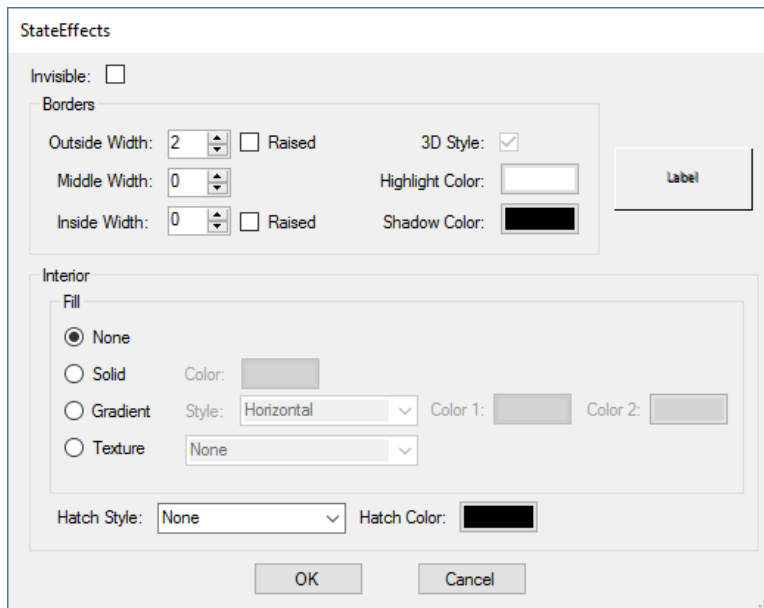 StateEffects
Invisible:
Borders
Outside Width: 2 Raised 3D Style:
Middle Width: 0 Highlight Color:
Label
Inside Width: 0 Raised Shadow Color:
Interior
Fill
None
Solid Color:
Gradient Style: Horizontal Color 1: Color 2:
Texture None
Hatch Style: None Hatch Color:
OK Cancel